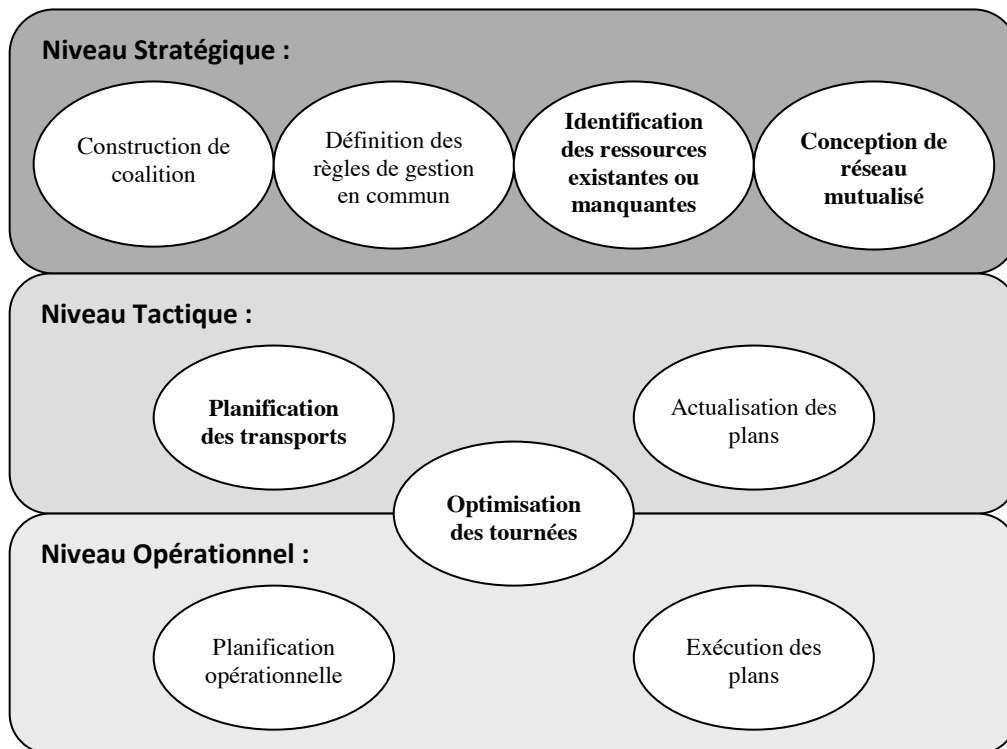 Niveau Stratégique :
Construction de
coalition
Définition des
règles de gestion
en commun
Identification
des ressources
existantes ou
manquantes
Conception de
réseau
mutualisé
Niveau Tactique :
Planification
des transports
Actualisation des
plans
Optimisation
des tournées
Niveau Opérationnel :
Planification
opérationnelle
Exécution des
plans